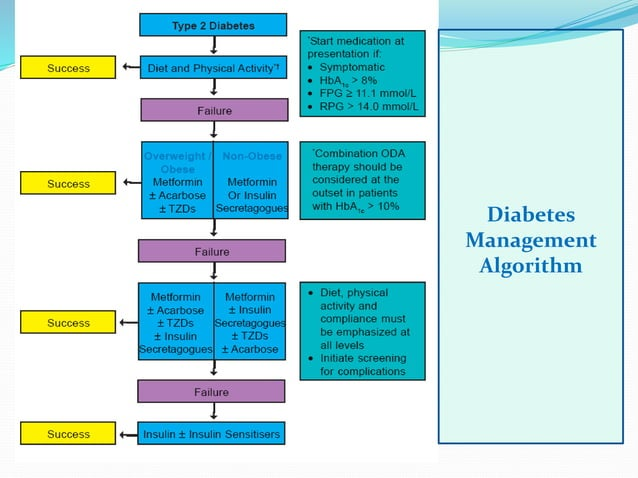 Type 2 Diabetes
Success
Diet and Physical Activity*†
*Start medication at
presentation if:
• Symptomatic
• HbA1c > 8%
• FPG ≥ 11.1 mmol/L
• RPG > 14.0 mmol/L
Failure
Success
Overweight /
Obese
Metformin
± Acarbose
± TZDs
Non-Obese
Metformin
Or Insulin
Secretagogues
†Combination ODA
therapy should be
considered at the
outset in patients
with HbA1c > 10%
Failure
Success
Metformin
± Acarbose
± TZDs
± Insulin
Secretagogues
Metformin
± Insulin
Secretagogues
± TZDs
± Acarbose
• Diet, physical
activity and
compliance must
be emphasized at
all levels
• Initiate screening
for complications
Failure
Success
Insulin ± Insulin Sensitisers
Diabetes
Management
Algorithm